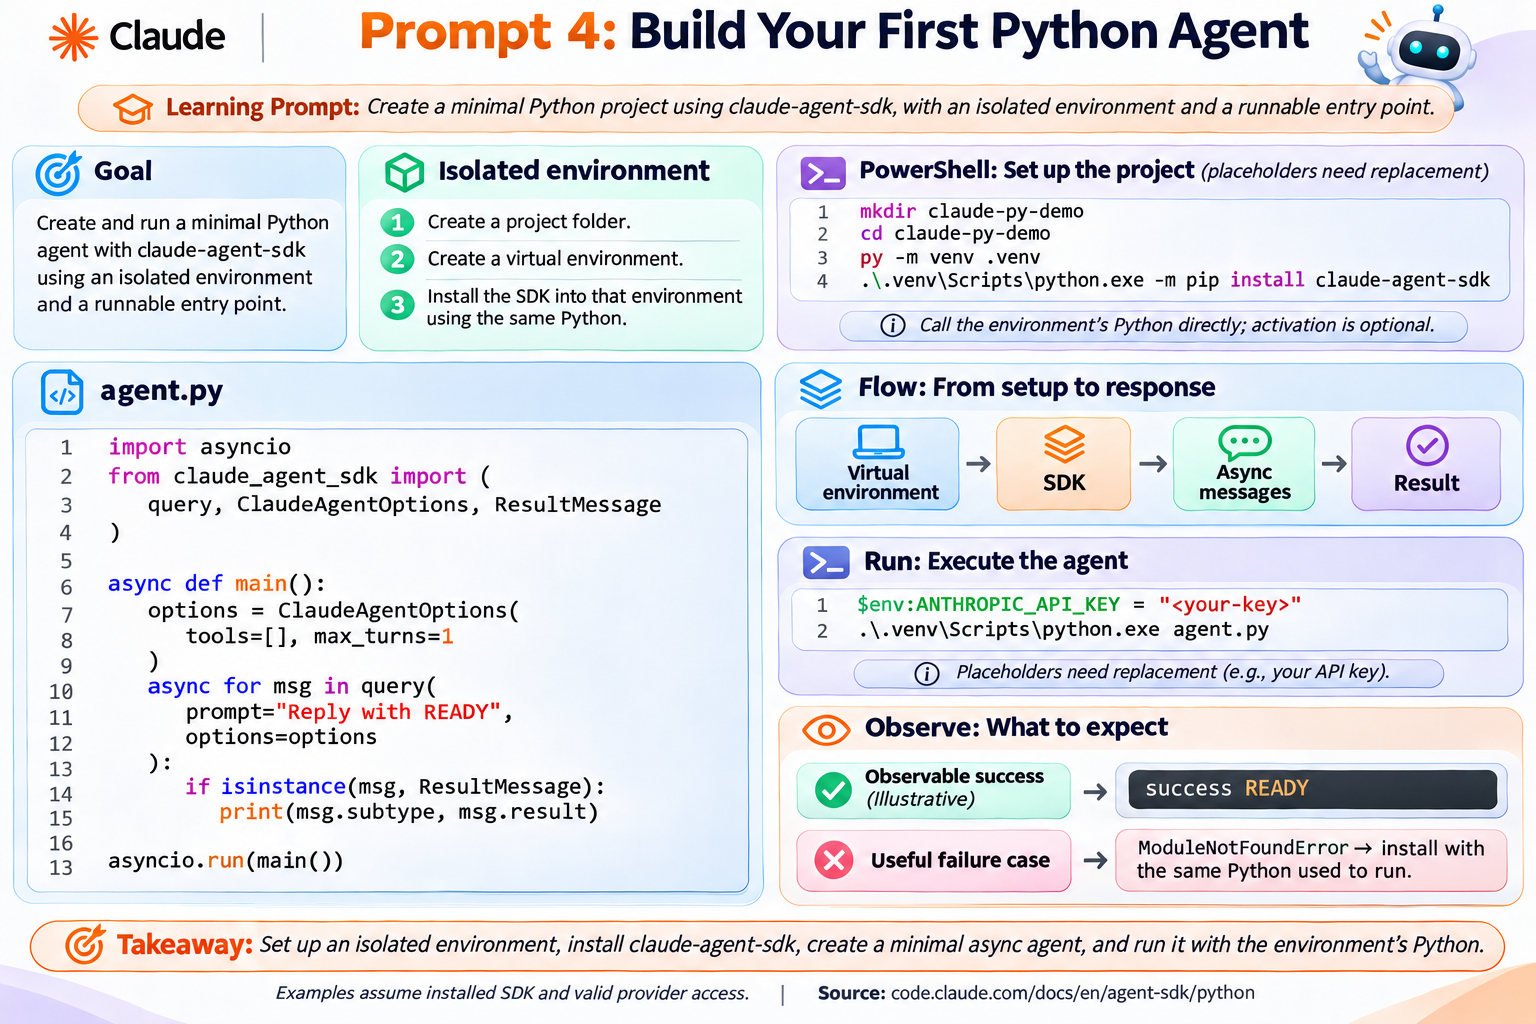 Claude
Prompt 4: Build Your First Python Agent
Learning Prompt: Create a minimal Python project using claude-agent-sdk, with an isolated environment and a runnable entry point.
Goal
Create and run a minimal Python
agent with claude-agent-sdk
using an isolated environment
and a runnable entry point.
Isolated environment
1 Create a project folder.
2 Create a virtual environment.
3 Install the SDK into that environment
using the same Python.
>_ PowerShell: Set up the project (placeholders need replacement)
1 mkdir claude-py-demo
2 cd claude-py-demo
3 py -m venv .venv
4 .\.venv\Scripts\python.exe -m pip install claude-agent-sdk
i Call the environment's Python directly; activation is optional.
</> agent.py
1 import asyncio
2 from claude_agent_sdk import (
3 query, ClaudeAgentOptions, ResultMessage
4 )
5
6 async def main():
7 options = ClaudeAgentOptions(
8 tools=[], max_turns=1
9 )
10 async for msg in query(
11 prompt="Reply with READY",
12 options=options
13 ):
14 if isinstance(msg, ResultMessage):
15 print(msg.subtype, msg.result)
16
13 asyncio.run(main())
Flow: From setup to response
Virtual
environment
SDK
Async
messages
Result
>_ Run: Execute the agent
1 $env:ANTHROPIC_API_KEY = "<your-key>"
2 .\.venv\Scripts\python.exe agent.py
i Placeholders need replacement (e.g., your API key).
Observe: What to expect
Observable success
(Illustrative)
success READY
Useful failure case
ModuleNotFoundError → install with
the same Python used to run.
Takeaway: Set up an isolated environment, install claude-agent-sdk, create a minimal async agent, and run it with the environment's Python.
Examples assume installed SDK and valid provider access. | Source: code.claude.com/docs/en/agent-sdk/python